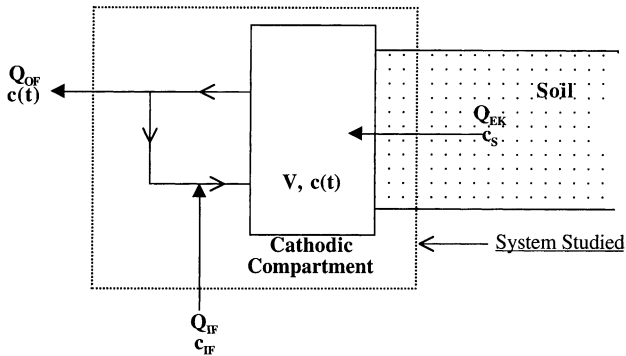 Q_OF
c(t)
Soil
Q_EK
c_S
V, c(t)
Cathodic
Compartment
System Studied
Q_IF
c_IF